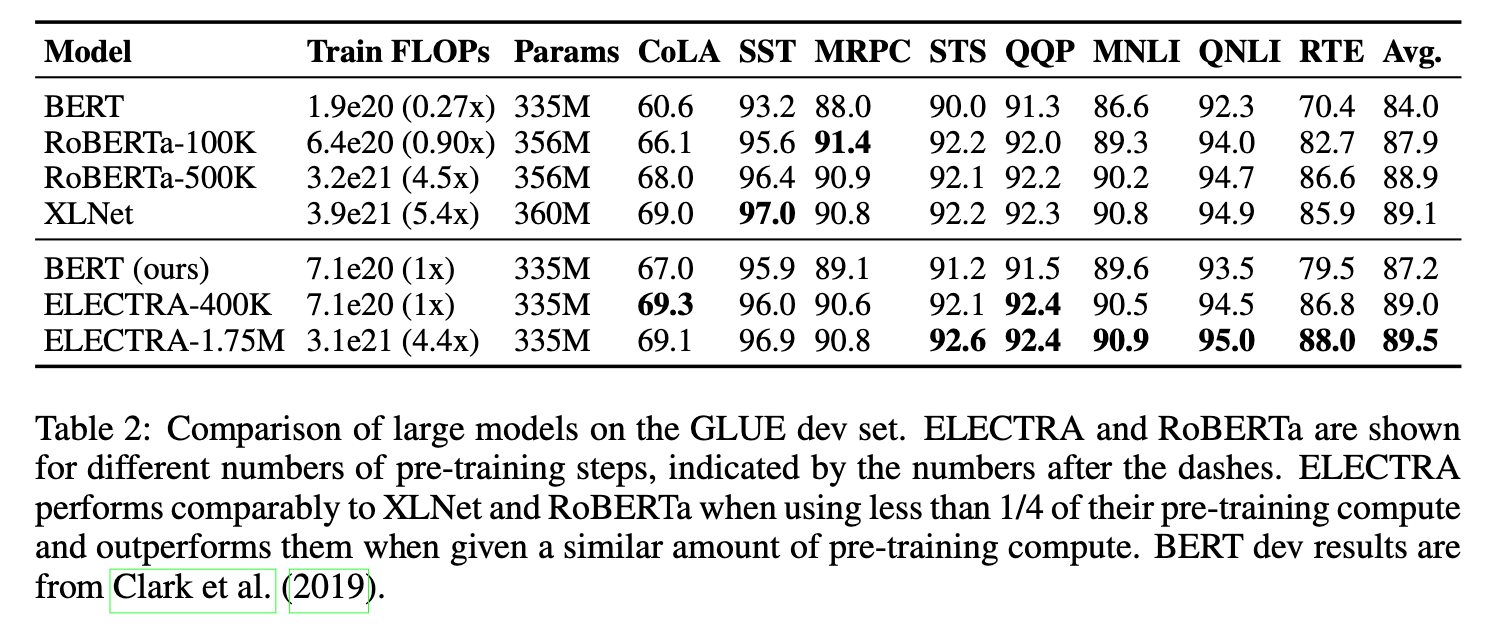 Model Train FLOPs Params CoLA SST MRPC STS QQP MNLI QNLI RTE Avg.
BERT 1.9e20 (0.27x) 335M 60.6 93.2 88.0 90.0 91.3 86.6 92.3 70.4 84.0
RoBERTa-100K 6.4e20 (0.90x) 356M 66.1 95.6 91.4 92.2 92.0 89.3 94.0 82.7 87.9
RoBERTa-500K 3.2e21 (4.5x) 356M 68.0 96.4 90.9 92.1 92.2 90.2 94.7 86.6 88.9
XLNet 3.9e21 (5.4x) 360M 69.0 97.0 90.8 92.2 92.3 90.8 94.9 85.9 89.1
BERT (ours) 7.1e20 (1x) 335M 67.0 95.9 89.1 91.2 91.5 89.6 93.5 79.5 87.2
ELECTRA-400K 7.1e20 (1x) 335M 69.3 96.0 90.6 92.1 92.4 90.5 94.5 86.8 89.0
ELECTRA-1.75M 3.1e21 (4.4x) 335M 69.1 96.9 90.8 92.6 92.4 90.9 95.0 88.0 89.5
Table 2: Comparison of large models on the GLUE dev set. ELECTRA and RoBERTa are shown
for different numbers of pre-training steps, indicated by the numbers after the dashes. ELECTRA
performs comparably to XLNet and RoBERTa when using less than 1/4 of their pre-training compute
and outperforms them when given a similar amount of pre-training compute. BERT dev results are
from Clark et al. (2019).